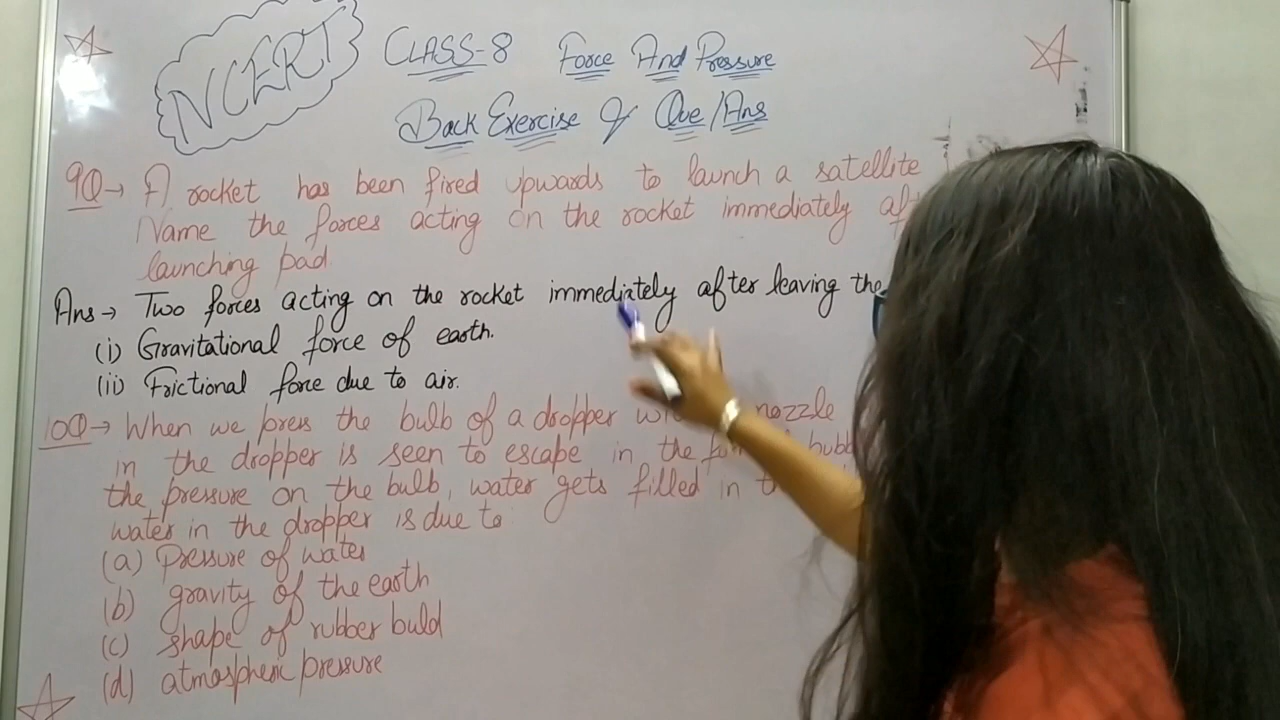 NCERT
CLASS-8 Force And Pressure
Back Exercise of Que/Ans
9Q→ A rocket has been fired upwards to launch a satellite
Name the forces acting on the rocket immediately
launching pad.
Ans→ Two forces acting on the rocket immediately after leaving the
(i) Gravitational force of earth.
(ii) Frictional force due to air.
10Q→ When we press the bulb of a dropper nozzle
in the dropper is seen to escape in the
the pressure on the bulb, water gets filled in
water in the dropper is due to
(a) Pressure of water
(b) gravity of the earth
(c) shape of rubber buld
(d) atmospheric pressure